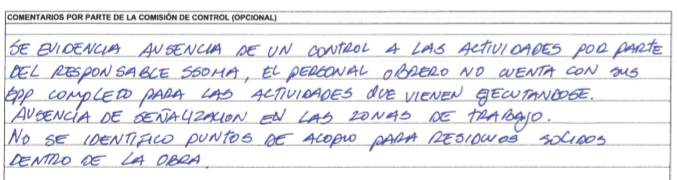 COMENTARIOS POR PARTE DE LA COMISIÓN DE CONTROL (OPCIONAL)
SE EVIDENCIA AUSENCIA DE UN CONTROL A LAS ACTIVIDADES POR PARTE
DEL RESPONSABLE SSOMA, EL PERSONAL OBRERO NO CUENTA CON SUS
EPP COMPLETO PARA LAS ACTIVIDADES QUE VIENEN EJECUTANDOSE.
AUSENCIA DE SEÑALIZACION EN LAS ZONAS DE TRABAJO.
NO SE IDENTIFICO PUNTOS DE ACOPIO PARA RESIDUOS SOLIDOS
DENTRO DE LA OBRA